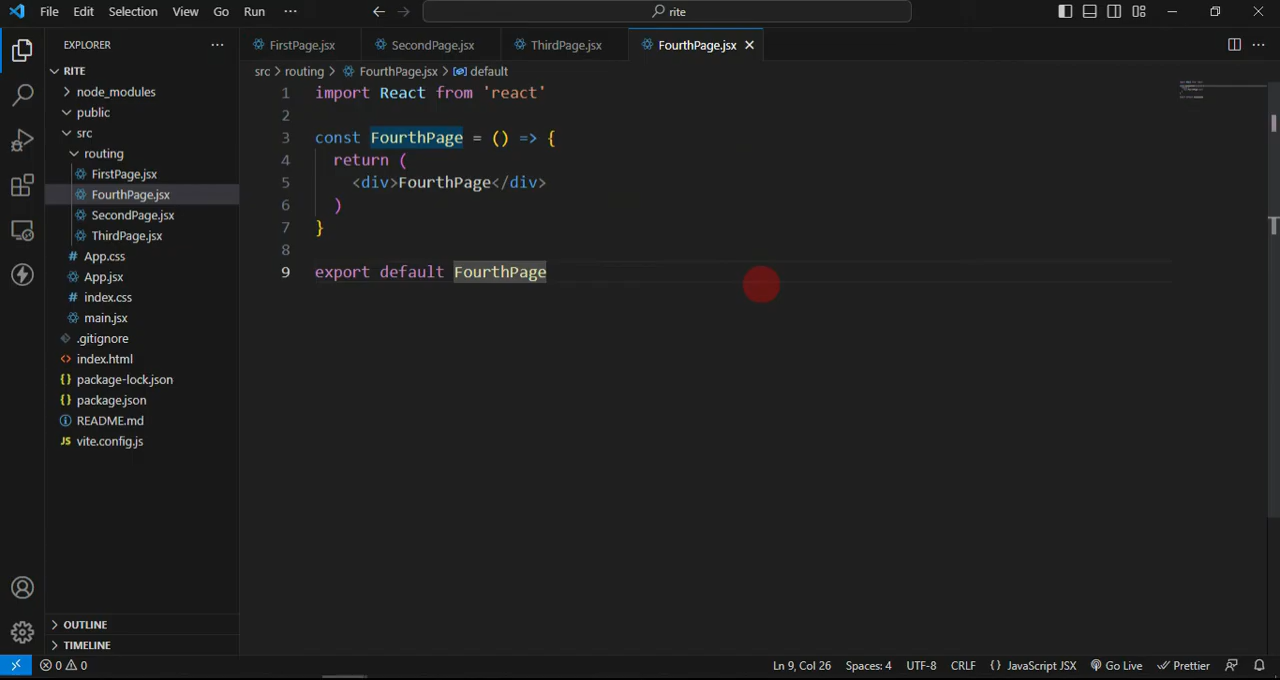 File Edit Selection View Go Run ··· rite
EXPLORER ···
RITE
node_modules
public
src
routing
FirstPage.jsx
FourthPage.jsx
SecondPage.jsx
ThirdPage.jsx
App.css
App.jsx
index.css
main.jsx
.gitignore
index.html
package-lock.json
package.json
README.md
vite.config.js
OUTLINE
TIMELINE
FirstPage.jsx SecondPage.jsx ThirdPage.jsx FourthPage.jsx
src > routing > FourthPage.jsx > default
1 import React from 'react'
2
3 const FourthPage = () => {
4 return (
5 <div>FourthPage</div>
6 )
7 }
8
9 export default FourthPage
0 0 Ln 9, Col 26 Spaces: 4 UTF-8 CRLF {} JavaScript JSX Go Live Prettier